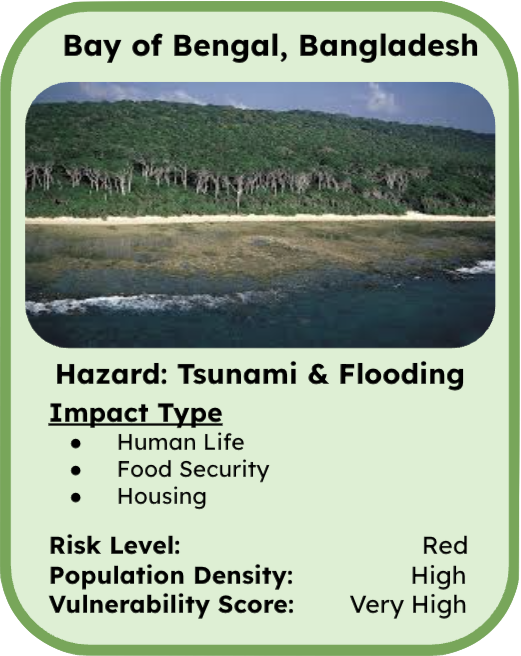 Bay of Bengal, Bangladesh
Hazard: Tsunami & Flooding
Impact Type
● Human Life
● Food Security
● Housing
Risk Level: Red
Population Density: High
Vulnerability Score: Very High